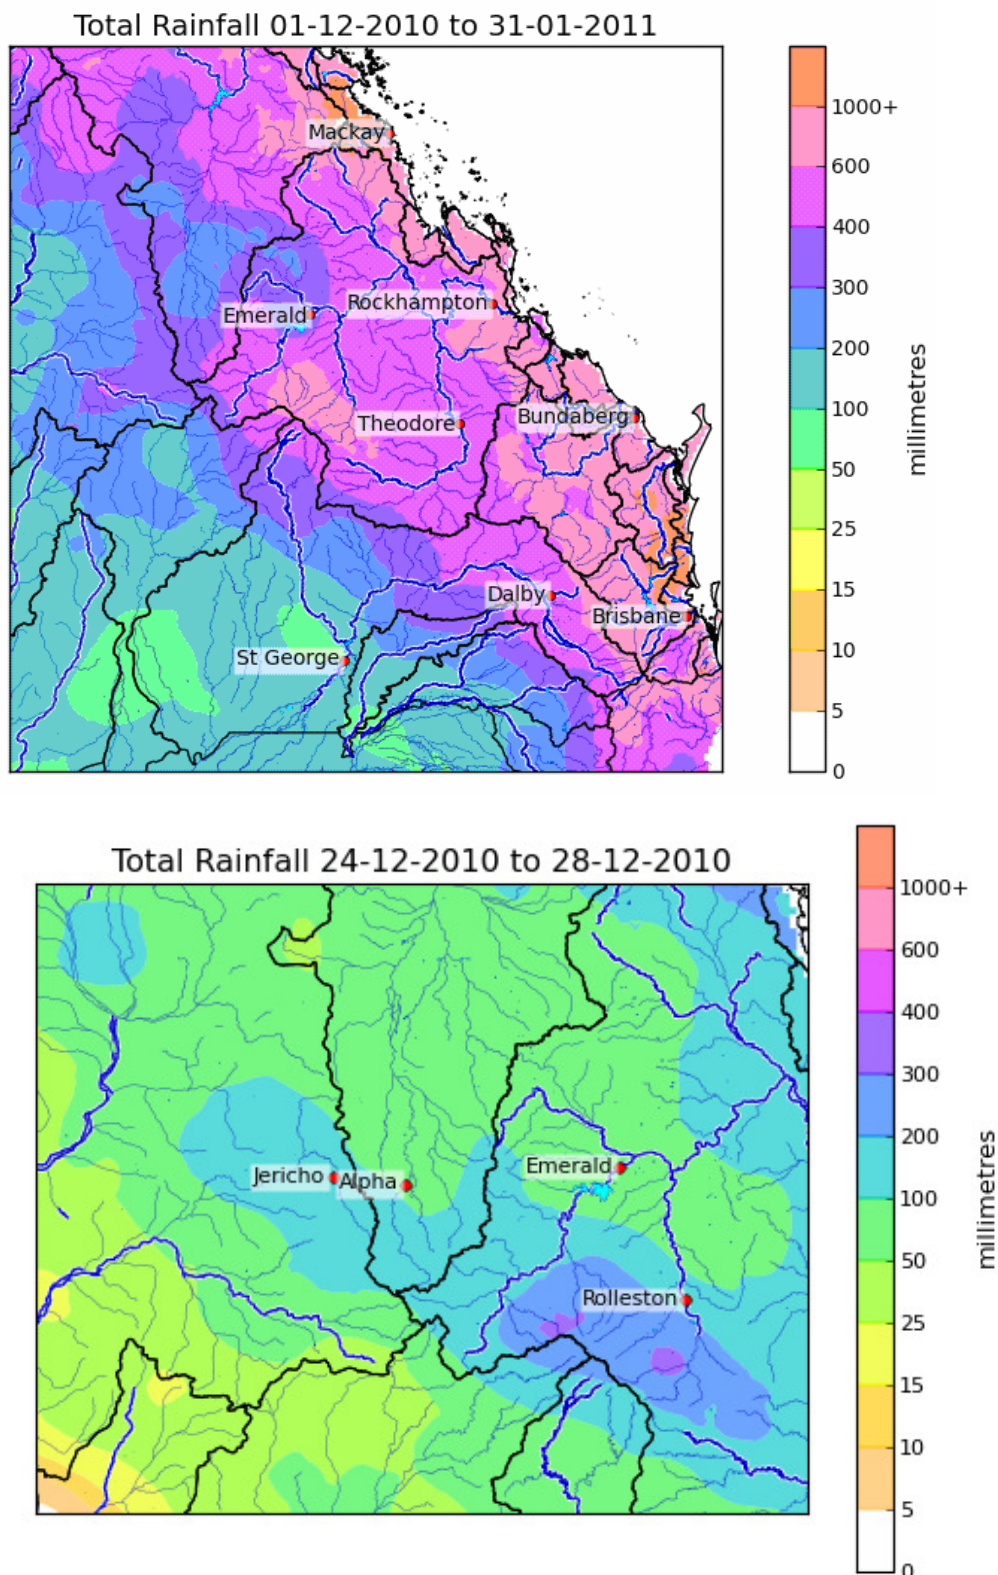 Total Rainfall 01-12-2010 to 31-01-2011
Mackay
Emerald
Rockhampton
Theodore
Bundaberg
Dalby
Brisbane
St George
1000+
600
400
300
200
100
50
25
15
10
5
0
millimetres
Total Rainfall 24-12-2010 to 28-12-2010
Jericho
Alpha
Emerald
Rolleston
1000+
600
400
300
200
100
50
25
15
10
5
0
millimetres